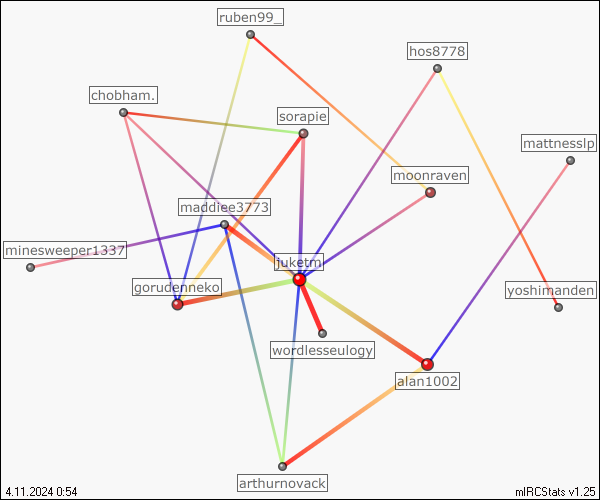 ruben99_
hos8778
chobham.
sorapie
mattnesslp
moonraven
maddiee3773
minesweeper1337
juketm
gorudenneko
yoshimanden
wordlesseulogy
alan1002
arthurnovack
4.11.2024 0:54
mIRCStats v1.25